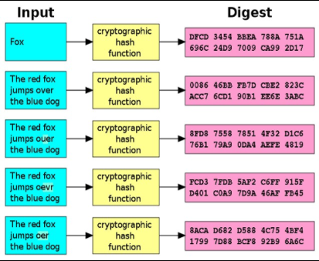 Input
Digest
Fox
cryptographic
hash
function
DFCD 3454 BBEA 788A 751A
696C 24D9 7009 CA99 2D17
The red fox
jumps over
the blue dog
cryptographic
hash
function
0086 46BB FB7D CBE2 823C
ACC7 6CD1 90B1 EE6E 3ABC
The red fox
jumps ouer
the blue dog
cryptographic
hash
function
8FD8 7558 7851 4F32 D1C6
76B1 79A9 0DA4 AEFE 4819
The red fox
jumps oevr
the blue dog
cryptographic
hash
function
FCD3 7FDB 5AF2 C6FF 915F
D401 C0A9 7D9A 46AF FB45
The red fox
jumps oer
the blue dog
cryptographic
hash
function
8ACA D682 D588 4C75 4BF4
1799 7D88 BCF8 92B9 6A6C